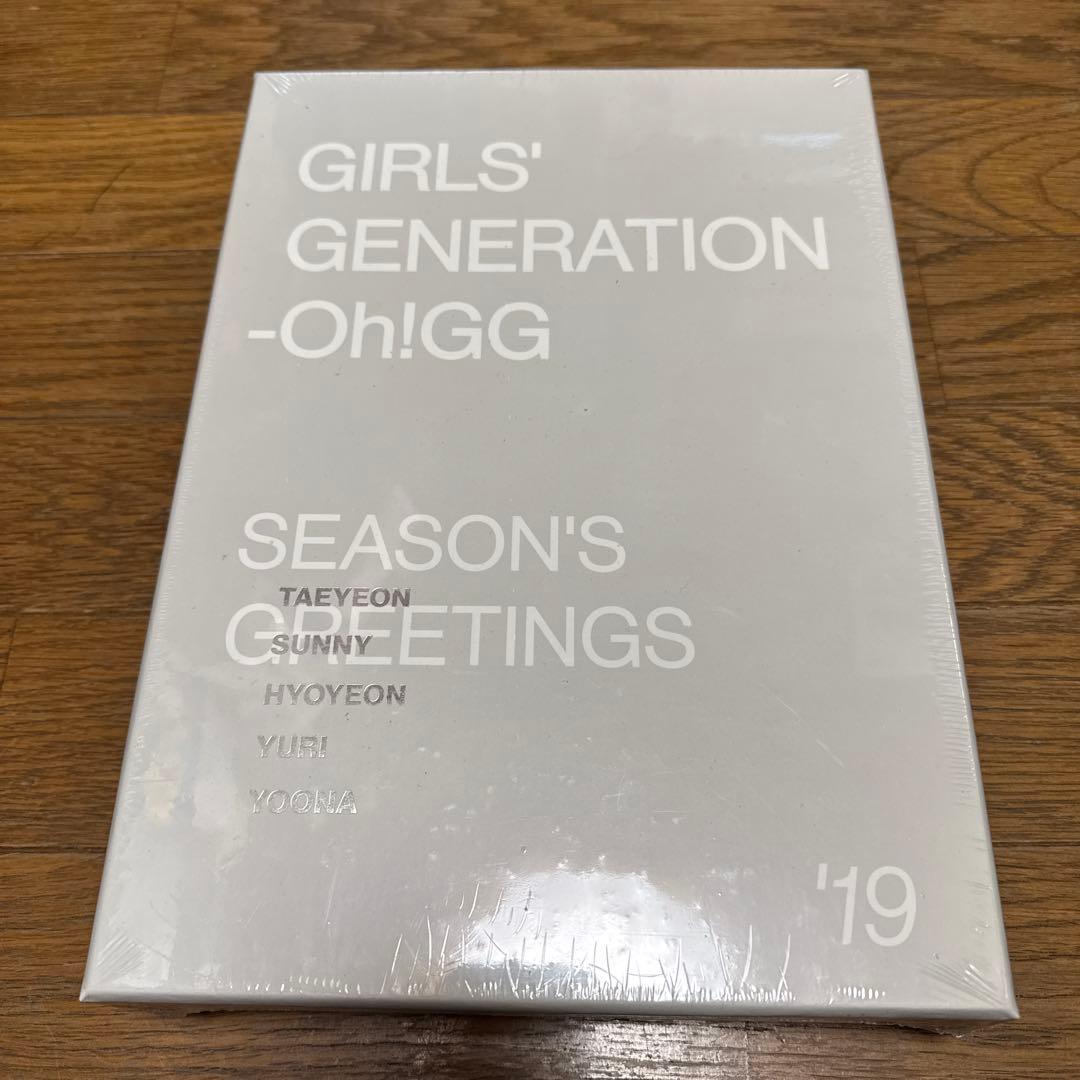 GIRLS'
GENERATION
-Oh!GG
SEASON'S
TAEYEON
GREETINGS
SUNNY
HYOYEON
YURI
YOONA
'19